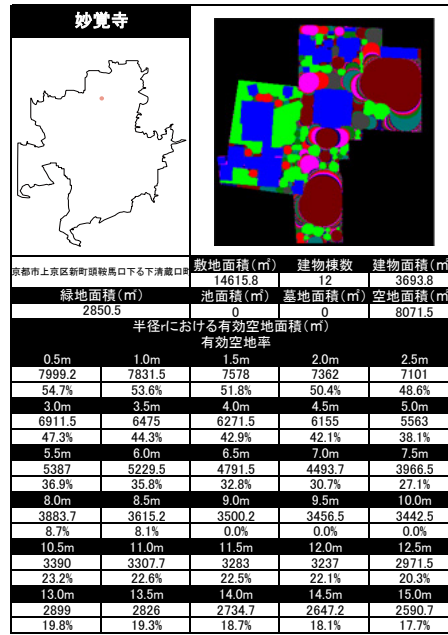 妙覚寺
京都市上京区新町頭鞍馬口下る下清蔵口町
敷地面積(㎡) 建物棟数 建物面積(㎡)
14615.8 12 3693.8
緑地面積(㎡) 池面積(㎡) 墓地面積(㎡) 空地面積(㎡)
2850.5 0 0 8071.5
半径rにおける有効空地面積(㎡)
有効空地率
0.5m 1.0m 1.5m 2.0m 2.5m
7999.2 7831.5 7578 7362 7101
54.7% 53.6% 51.8% 50.4% 48.6%
3.0m 3.5m 4.0m 4.5m 5.0m
6911.5 6475 6271.5 6155 5563
47.3% 44.3% 42.9% 42.1% 38.1%
5.5m 6.0m 6.5m 7.0m 7.5m
5387 5229.5 4791.5 4493.7 3966.5
36.9% 35.8% 32.8% 30.7% 27.1%
8.0m 8.5m 9.0m 9.5m 10.0m
3883.7 3615.2 3500.2 3456.5 3442.5
8.7% 8.1% 0.0% 0.0% 0.0%
10.5m 11.0m 11.5m 12.0m 12.5m
3390 3307.7 3283 3237 2971.5
23.2% 22.6% 22.5% 22.1% 20.3%
13.0m 13.5m 14.0m 14.5m 15.0m
2899 2826 2734.7 2647.2 2590.7
19.8% 19.3% 18.7% 18.1% 17.7%